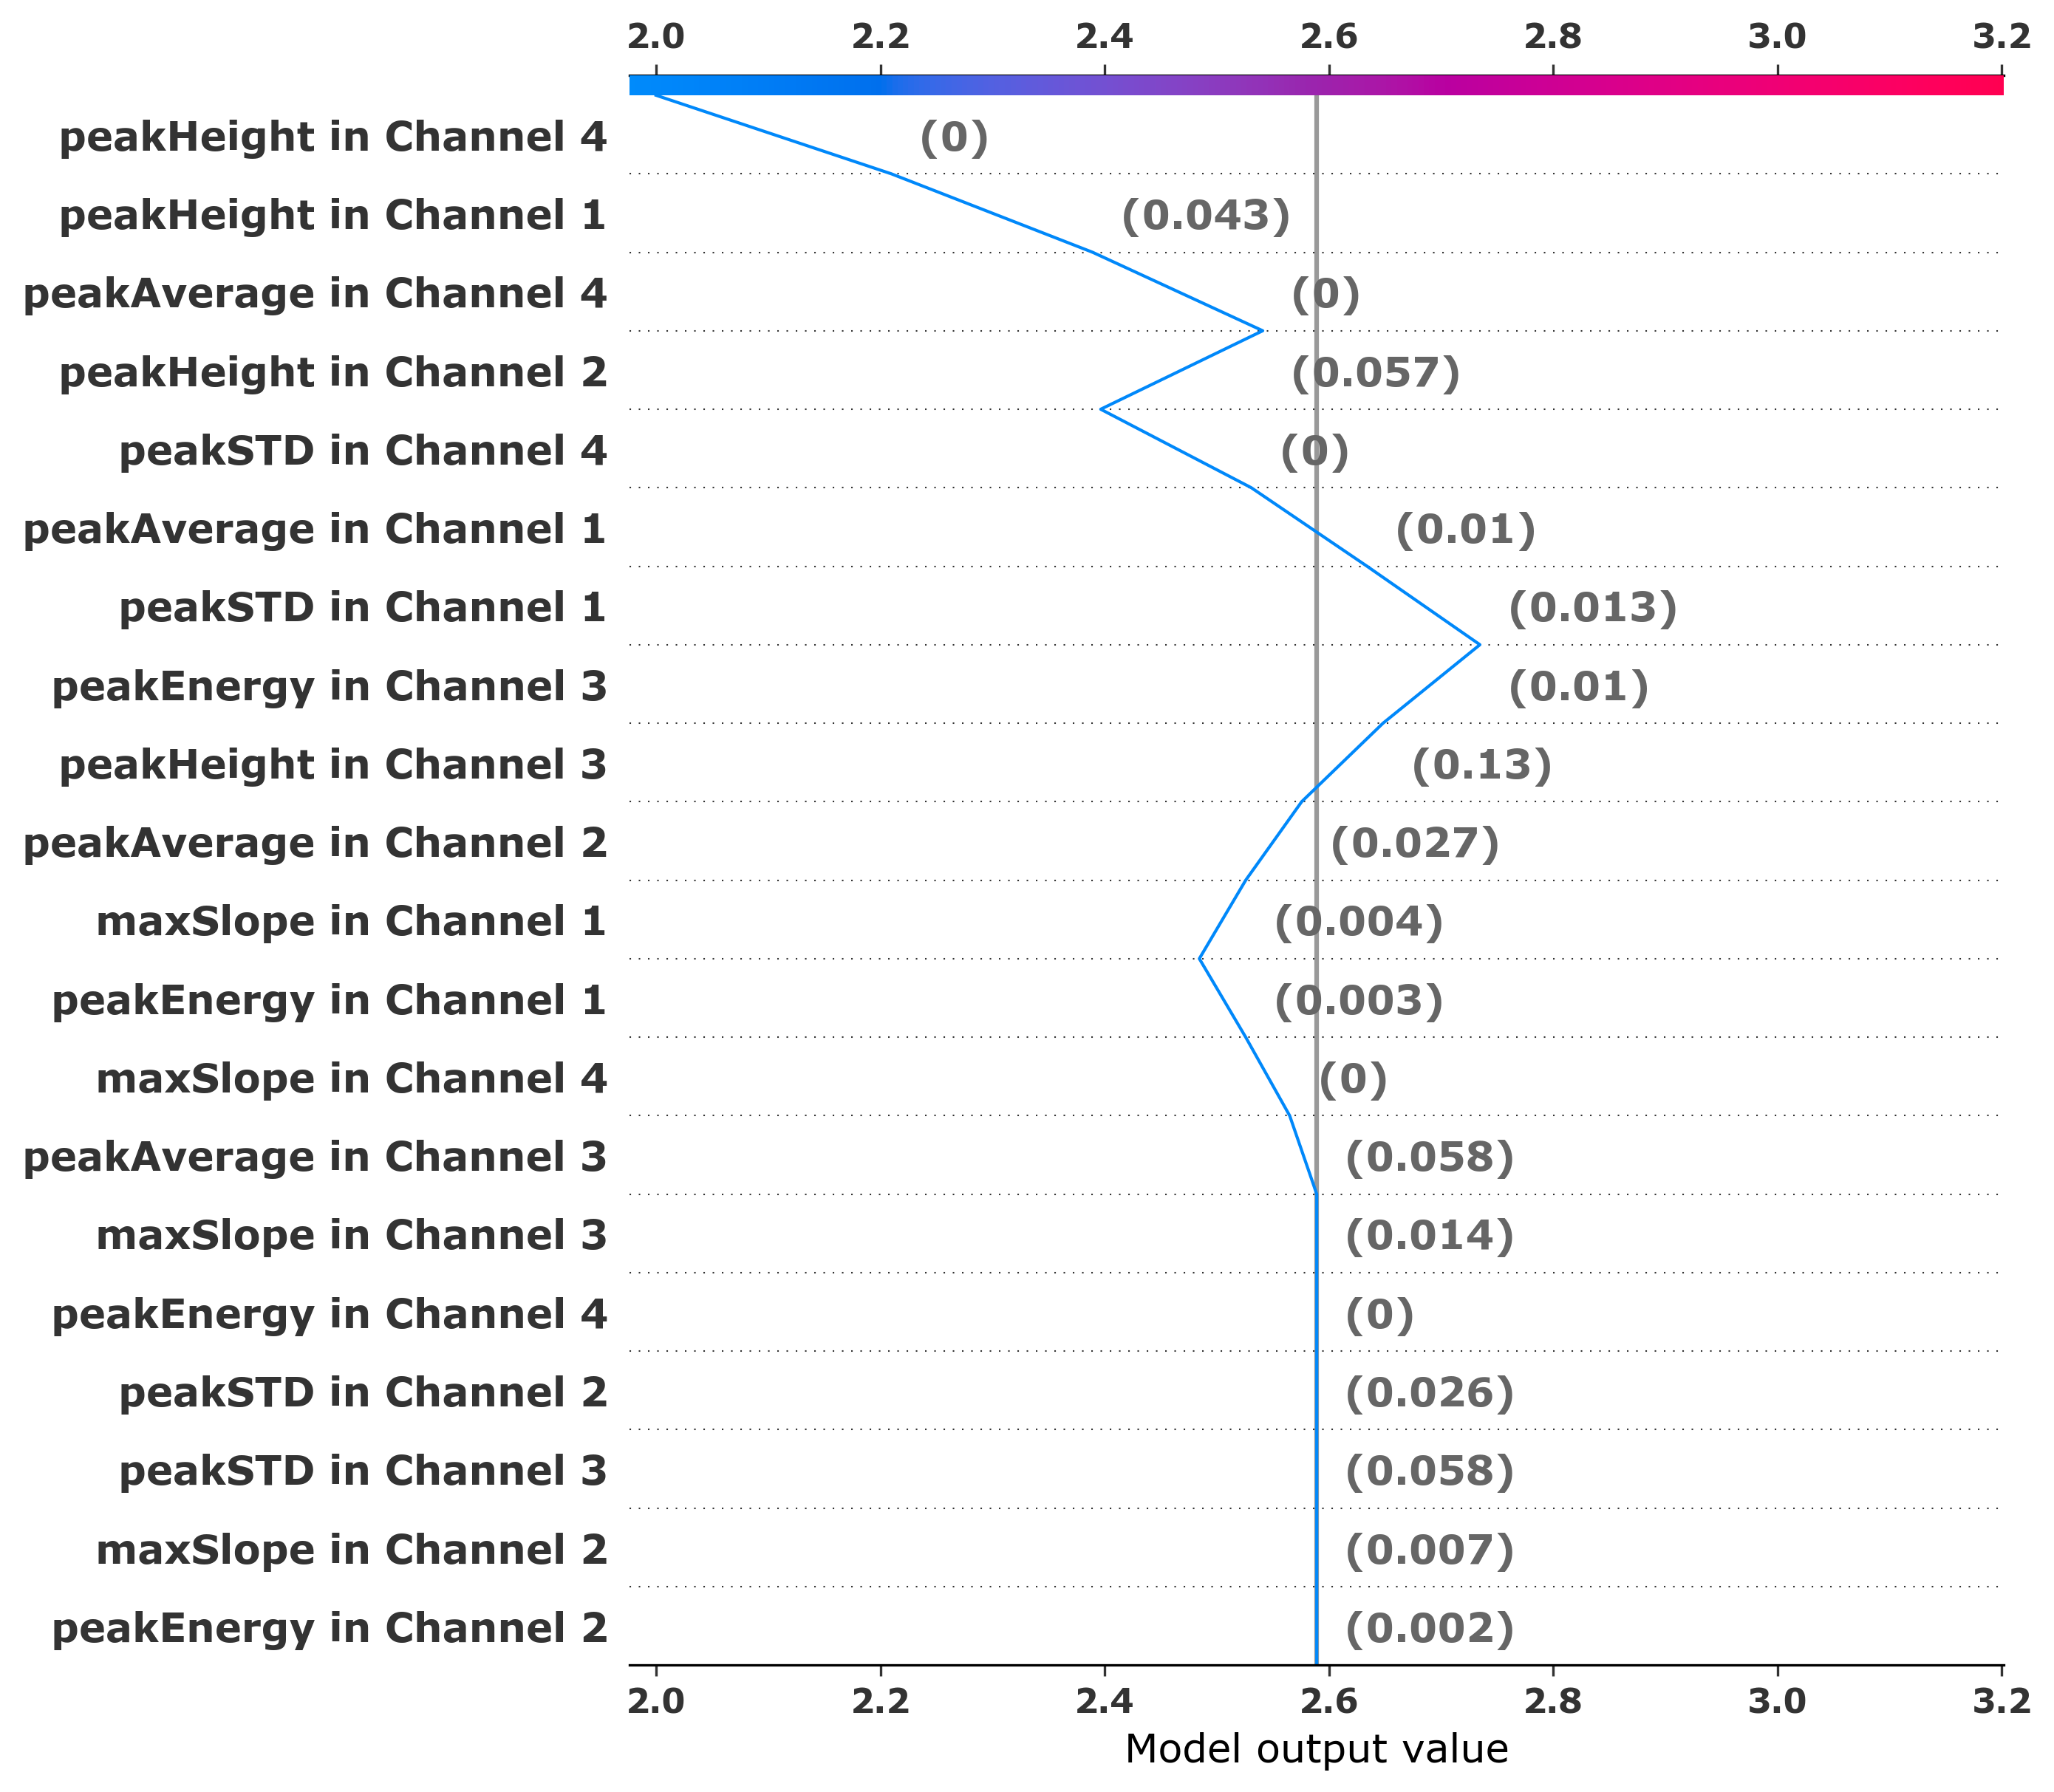 2.0 2.2 2.4 2.6 2.8 3.0 3.2
peakHeight in Channel 4 (0)
peakHeight in Channel 1 (0.043)
peakAverage in Channel 4 (0)
peakHeight in Channel 2 (0.057)
peakSTD in Channel 4 (0)
peakAverage in Channel 1 (0.01)
peakSTD in Channel 1 (0.013)
peakEnergy in Channel 3 (0.01)
peakHeight in Channel 3 (0.13)
peakAverage in Channel 2 (0.027)
maxSlope in Channel 1 (0.004)
peakEnergy in Channel 1 (0.003)
maxSlope in Channel 4 (0)
peakAverage in Channel 3 (0.058)
maxSlope in Channel 3 (0.014)
peakEnergy in Channel 4 (0)
peakSTD in Channel 2 (0.026)
peakSTD in Channel 3 (0.058)
maxSlope in Channel 2 (0.007)
peakEnergy in Channel 2 (0.002)
2.0 2.2 2.4 2.6 2.8 3.0 3.2
Model output value